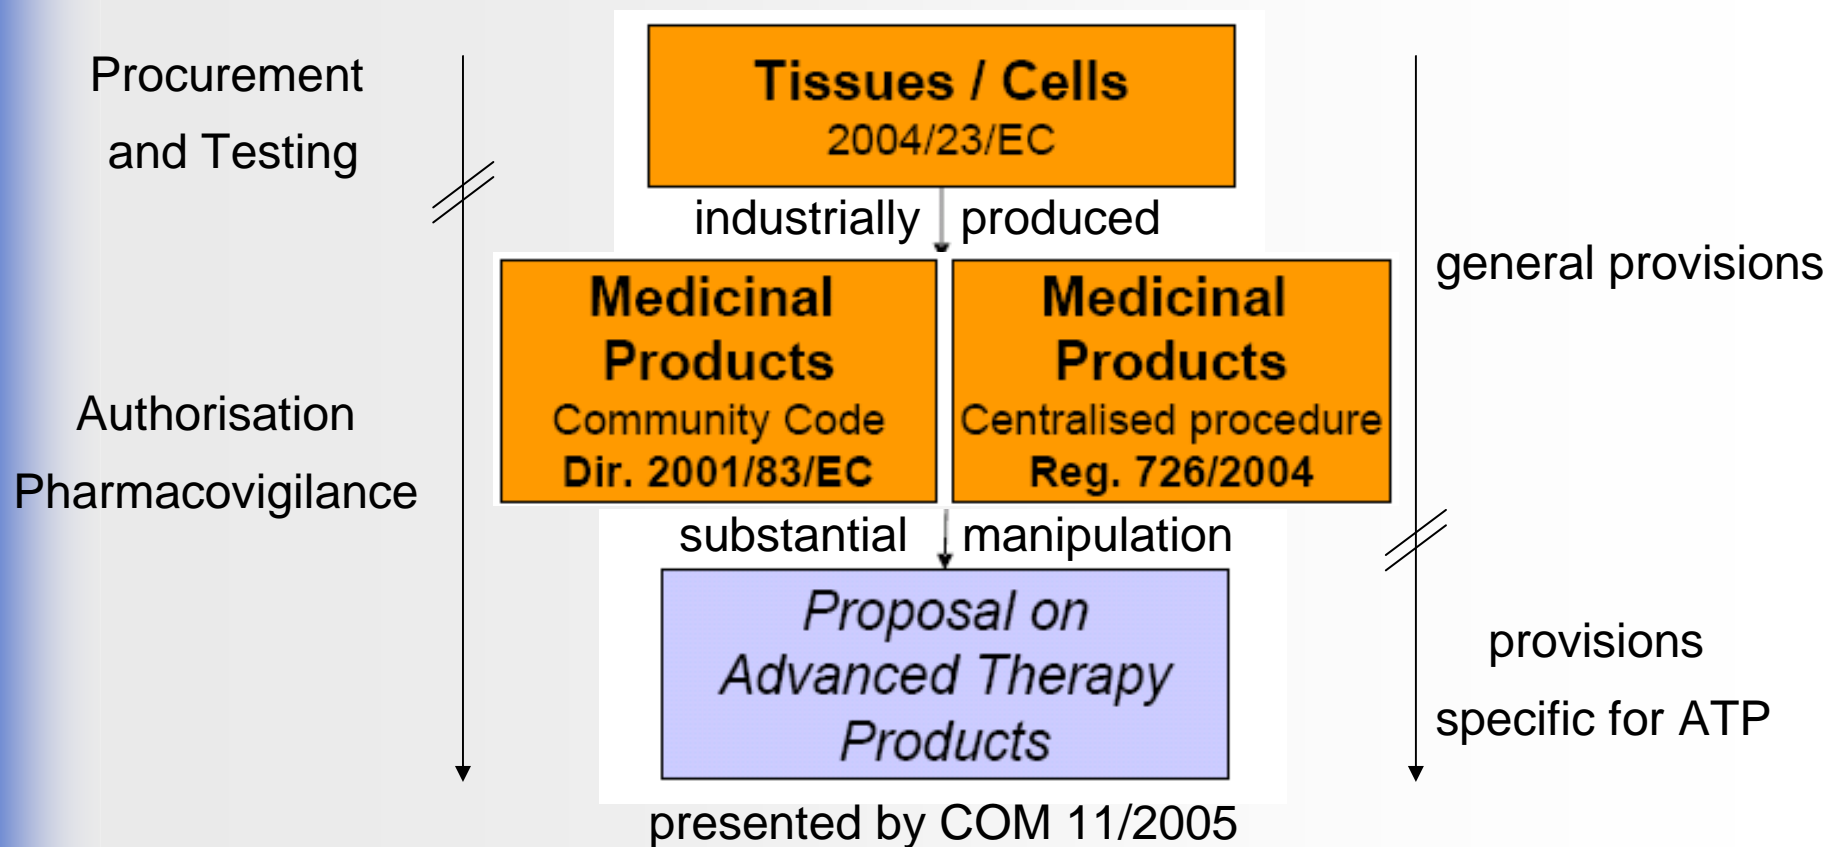 Procurement
and Testing
Tissues / Cells
2004/23/EC
industrially produced
general provisions
Medicinal
Products
Community Code
Dir. 2001/83/EC
Medicinal
Products
Centralised procedure
Reg. 726/2004
Authorisation
Pharmacovigilance
substantial manipulation
Proposal on
Advanced Therapy
Products
provisions
specific for ATP
presented by COM 11/2005